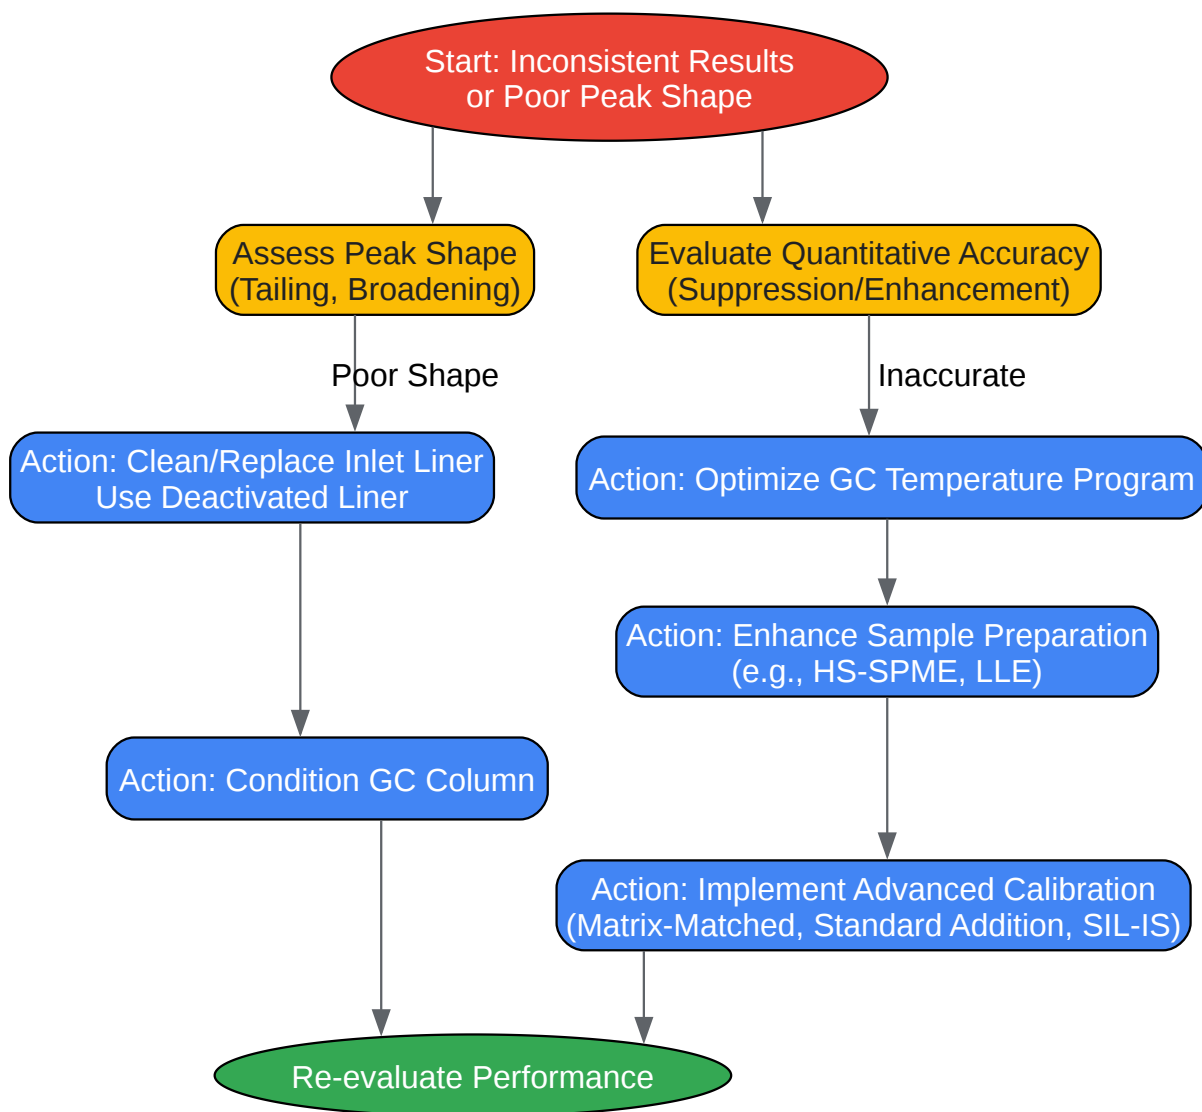 Start: Inconsistent Results
or Poor Peak Shape
Assess Peak Shape
(Tailing, Broadening)
Evaluate Quantitative Accuracy
(Suppression/Enhancement)
Poor Shape
Inaccurate
Action: Clean/Replace Inlet Liner
Use Deactivated Liner
Action: Optimize GC Temperature Program
Action: Enhance Sample Preparation
(e.g., HS-SPME, LLE)
Action: Condition GC Column
Action: Implement Advanced Calibration
(Matrix-Matched, Standard Addition, SIL-IS)
Re-evaluate Performance